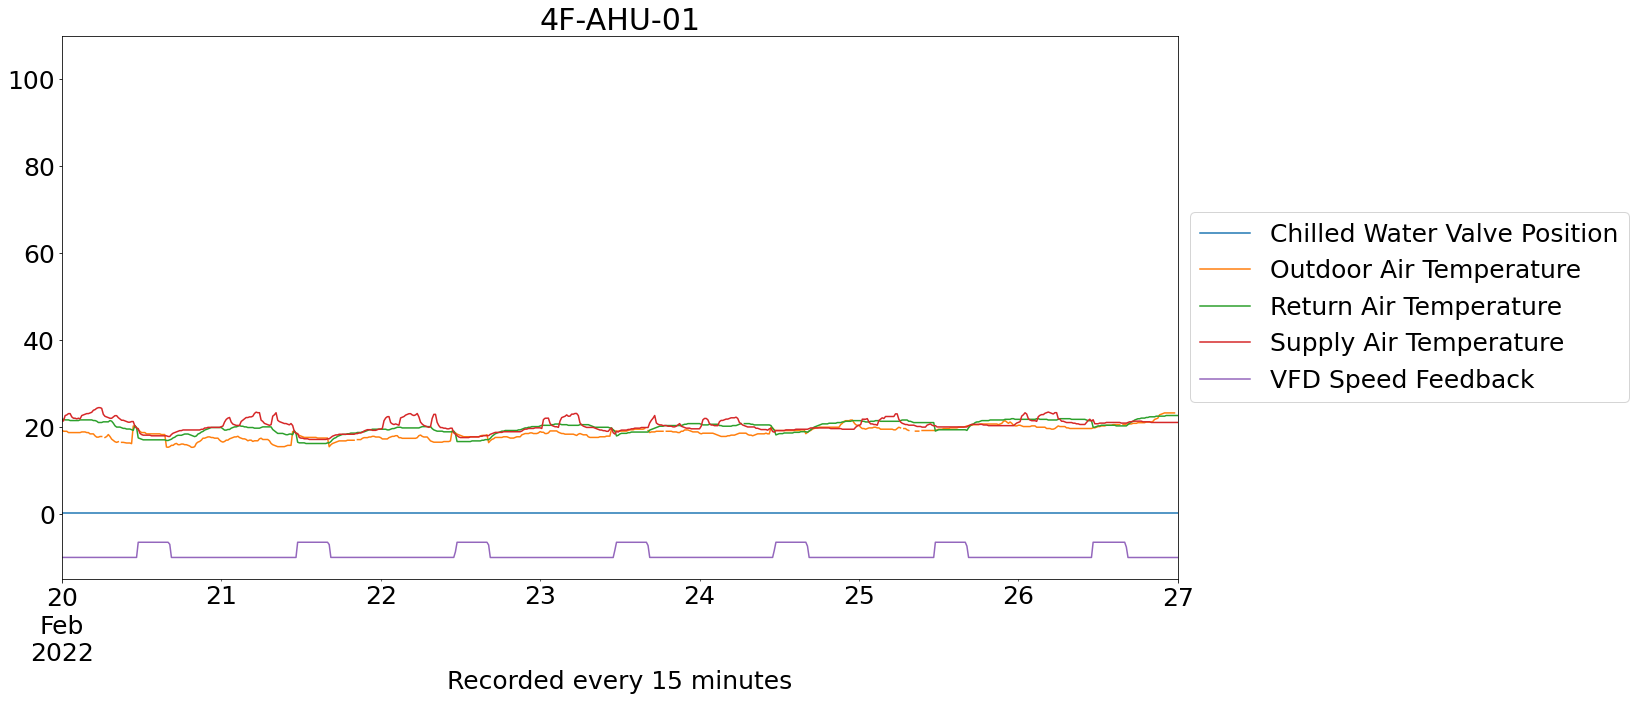 4F-AHU-01
100
80
60
40
20
0
20 21 22 23 24 25 26 27
Feb
2022
Recorded every 15 minutes
Chilled Water Valve Position
Outdoor Air Temperature
Return Air Temperature
Supply Air Temperature
VFD Speed Feedback